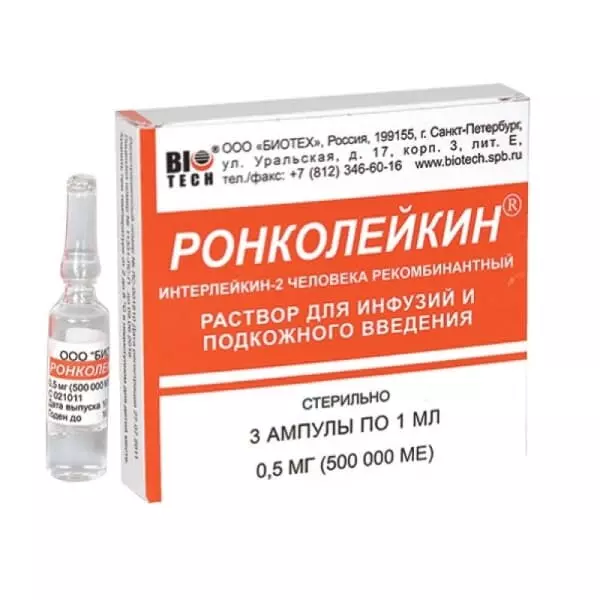 BIO®
TECH
ООО «БИОТЕХ», Россия, 199155, г. Санкт-Петербург,
ул. Уральская, д. 17, корп. 3, лит. Е,
тел./факс: +7 (812) 346-60-16 www.biotech.spb.ru
РОНКОЛЕЙКИН®
ИНТЕРЛЕЙКИН-2 ЧЕЛОВЕКА РЕКОМБИНАНТНЫЙ
РАСТВОР ДЛЯ ИНФУЗИЙ И
ПОДКОЖНОГО ВВЕДЕНИЯ
СТЕРИЛЬНО
3 АМПУЛЫ ПО 1 МЛ
0,5 МГ (500 000 МЕ)
ООО "БИОТ
РОНКОЛЕЙ
0,5 мг (500 000 МЕ
С 021011
Дата выпуска
Годен до